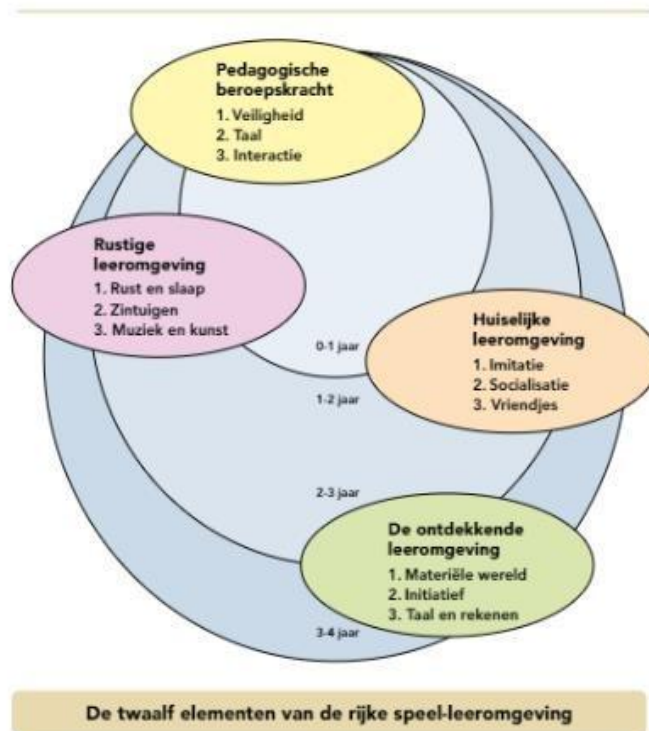 Pedagogische
beroepskracht
1. Veiligheid
2. Taal
3. Interactie
Rustige
leeromgeving
1. Rust en slaap
2. Zintuigen
3. Muziek en kunst
Huiselijke
leeromgeving
1. Imitatie
2. Socialisatie
3. Vriendjes
0-1 jaar
1-2 jaar
2-3 jaar
De ontdekkende
leeromgeving
1. Materiële wereld
2. Initiatief
3. Taal en rekenen
3-4 jaar
De twaalf elementen van de rijke speel-leeromgeving